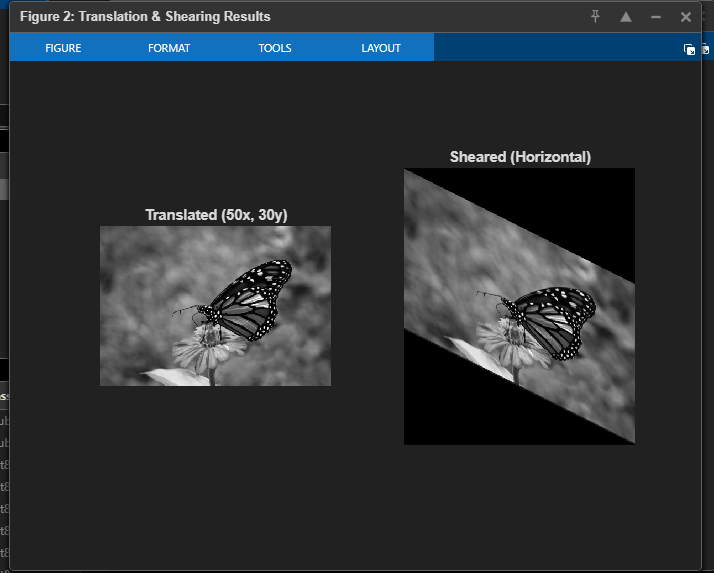 Figure 2: Translation & Shearing Results
FIGURE FORMAT TOOLS LAYOUT
Sheared (Horizontal)
Translated (50x, 30y)